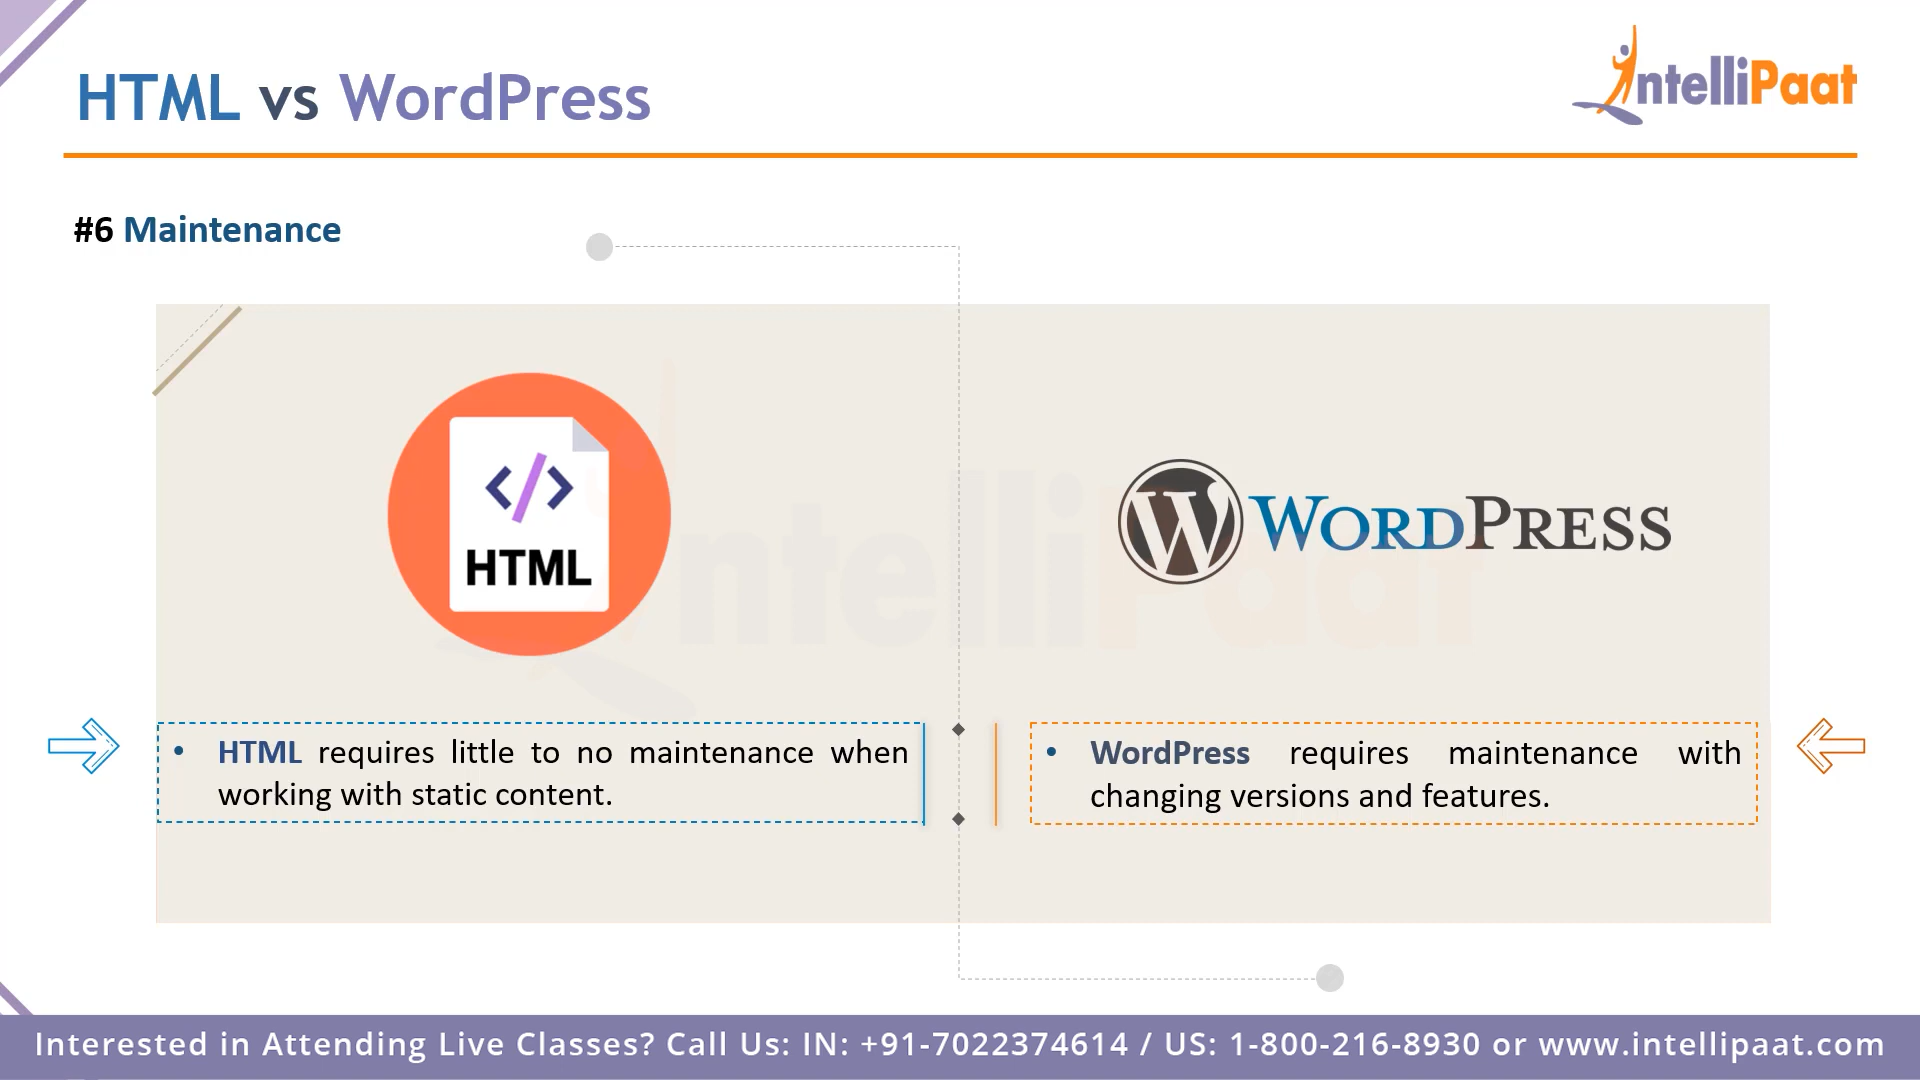 HTML vs WordPress
IntelliPaat
#6 Maintenance
</>
HTML
W WORDPRESS
IntelliPaat
• HTML requires little to no maintenance when
working with static content.
• WordPress requires maintenance with
changing versions and features.
Interested in Attending Live Classes? Call Us: IN: +91-7022374614 / US: 1-800-216-8930 or www.intellipaat.com